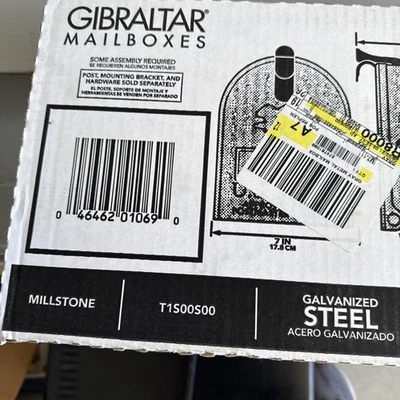 GIBRALTAR®
MAILBOXES
SOME ASSEMBLY REQUIRED
SE REQUIEREN ALGUNOS MONTAJES
POST, MOUNTING BRACKET, AND
HARDWARE SOLD SEPARATELY
EL POSTE, SOPORTE DE MONTAJE Y
HERRAMIENTAS SE VENDEN POR SEPARADO
A7
0 46462 01069 0
7 IN
17.8 CM
MILLSTONE
T1S00S00
GALVANIZED
STEEL
ACERO GALVANIZADO